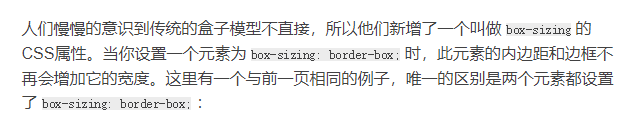 人们慢慢的意识到传统的盒子模型不直接，所以他们新增了一个叫做 box-sizing 的
CSS属性。当你设置一个元素为 box-sizing: border-box; 时，此元素的内边距和边框不
再会增加它的宽度。这里有一个与前一页相同的例子，唯一的区别是两个元素都设置
了 box-sizing: border-box; ：